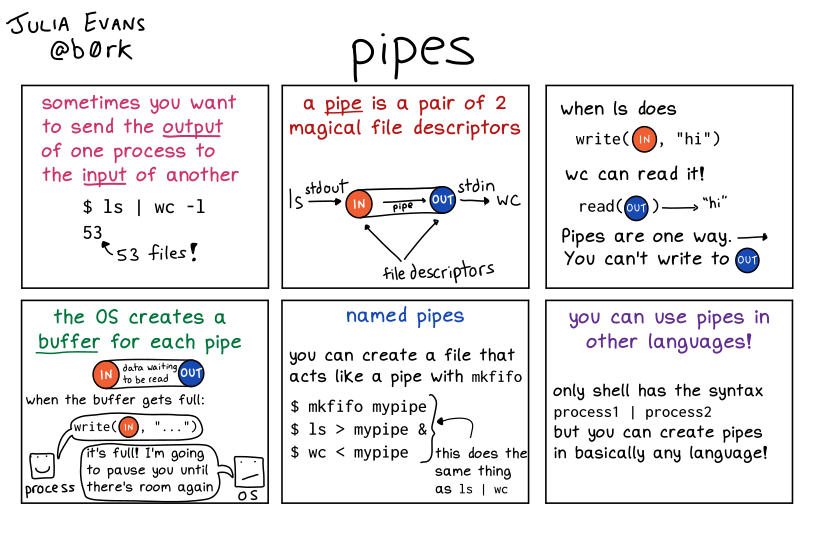 JULIA EVANS
@b0rk
pipes
sometimes you want
to send the output
of one process to
the input of another
$ ls | wc -l
53
53 files!
a pipe is a pair of 2
magical file descriptors
ls stdout IN pipe OUT stdin wc
file descriptors
when ls does
write(IN, "hi")
wc can read it!
read(OUT) "hi"
Pipes are one way.
You can't write to OUT
the OS creates a
buffer for each pipe
IN data waiting OUT
to be read
when the buffer gets full:
write(IN, "...")
process
it's full! I'm going
to pause you until
there's room again
OS
named pipes
you can create a file that
acts like a pipe with mkfifo
$ mkfifo mypipe
$ ls > mypipe &
$ wc < mypipe
this does the
same thing
as ls | wc
you can use pipes in
other languages!
only shell has the syntax
process1 | process2
but you can create pipes
in basically any language!